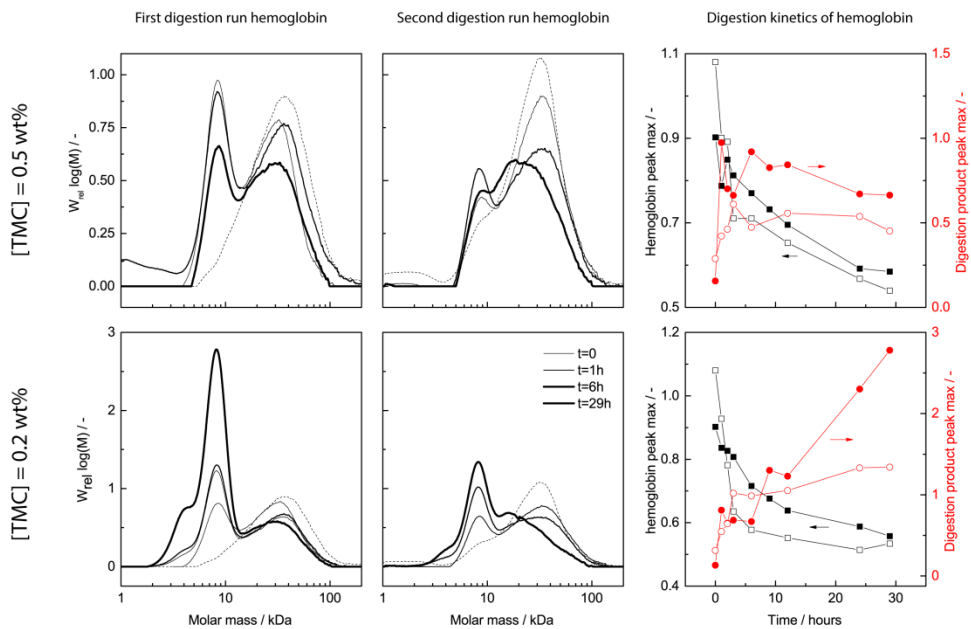 First digestion run hemoglobin
Second digestion run hemoglobin
Digestion kinetics of hemoglobin
[TMC] = 0.5 wt%
W_rel log(M) / -
1.00
0.75
0.50
0.25
0.00
Hemoglobin peak max / -
1.1
0.9
0.7
0.5
1.5
1.0
0.5
0.0
Digestion product peak max / -
[TMC] = 0.2 wt%
W_rel log(M) / -
3
2
1
0
1
10
100
Molar mass / kDa
t=0
t=1h
t=6h
t=29h
1
10
100
Molar mass / kDa
hemoglobin peak max / -
1.2
1.0
0.8
0.6
0.4
3
2
1
0
Digestion product peak max / -
0
10
20
30
Time / hours